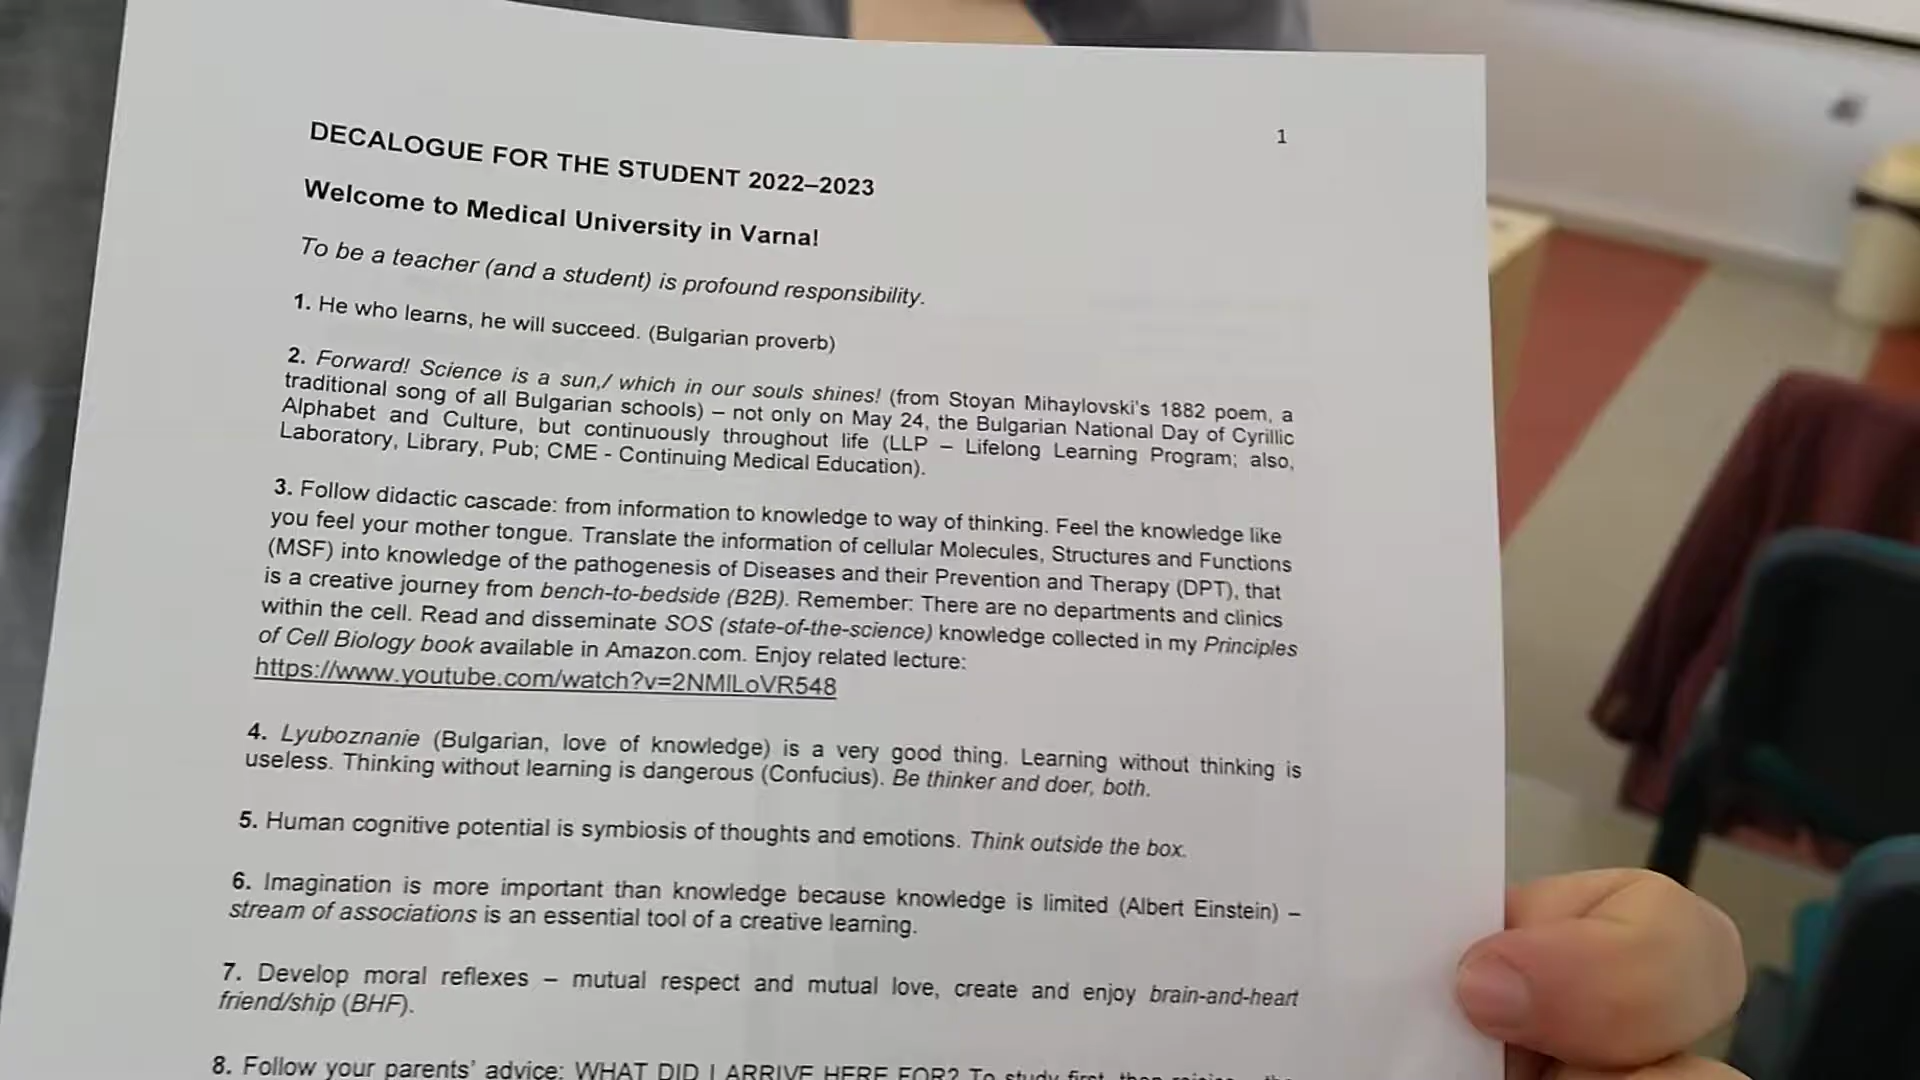 1
DECALOGUE FOR THE STUDENT 2022–2023
Welcome to Medical University in Varna!
To be a teacher (and a student) is profound responsibility.
1. He who learns, he will succeed. (Bulgarian proverb)
2. Forward! Science is a sun,/ which in our souls shines! (from Stoyan Mihaylovski's 1882 poem, a
traditional song of all Bulgarian schools) – not only on May 24, the Bulgarian National Day of Cyrillic
Alphabet and Culture, but continuously throughout life (LLP – Lifelong Learning Program; also,
Laboratory, Library, Pub; CME - Continuing Medical Education).
3. Follow didactic cascade: from information to knowledge to way of thinking. Feel the knowledge like
you feel your mother tongue. Translate the information of cellular Molecules, Structures and Functions
(MSF) into knowledge of the pathogenesis of Diseases and their Prevention and Therapy (DPT), that
is a creative journey from bench-to-bedside (B2B). Remember: There are no departments and clinics
within the cell. Read and disseminate SOS (state-of-the-science) knowledge collected in my Principles
of Cell Biology book available in Amazon.com. Enjoy related lecture:
https://www.youtube.com/watch?v=2NMILoVR548
4. Lyuboznanie (Bulgarian, love of knowledge) is a very good thing. Learning without thinking is
useless. Thinking without learning is dangerous (Confucius). Be thinker and doer, both.
5. Human cognitive potential is symbiosis of thoughts and emotions. Think outside the box.
6. Imagination is more important than knowledge because knowledge is limited (Albert Einstein) –
stream of associations is an essential tool of a creative learning.
7. Develop moral reflexes – mutual respect and mutual love, create and enjoy brain-and-heart
friend/ship (BHF).
8. Follow your parents' advice: WHAT DID I ARRIVE HERE FOR? To study first, then